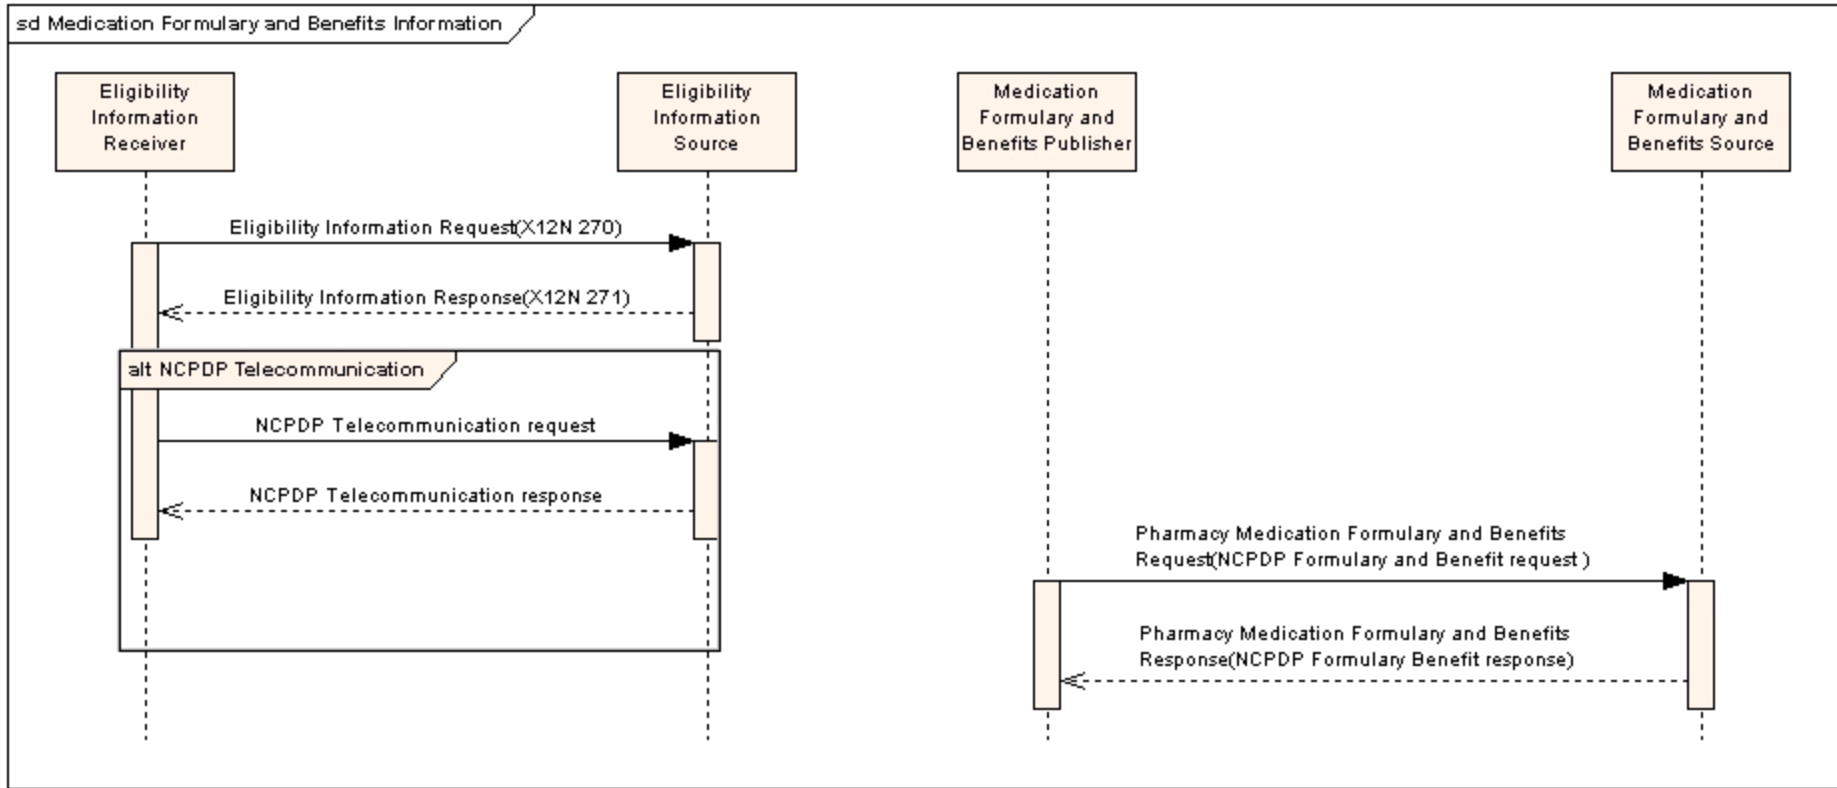 sd Medication Formulary and Benefits Information
Eligibility
Information
Receiver
Eligibility
Information
Source
Medication
Formulary and
Benefits Publisher
Medication
Formulary and
Benefits Source
Eligibility Information Request(X12N 270)
Eligibility Information Response(X12N 271)
alt NCPDP Telecommunication
NCPDP Telecommunication request
NCPDP Telecommunication response
Pharmacy Medication Formulary and Benefits
Request(NCPDP Formulary and Benefit request )
Pharmacy Medication Formulary and Benefits
Response(NCPDP Formulary Benefit response)